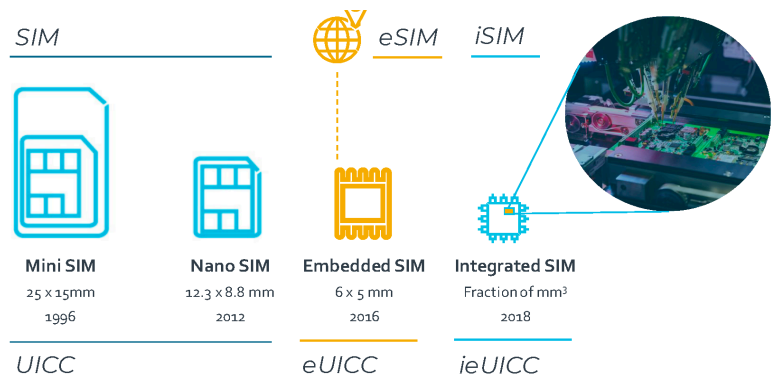 SIM
eSIM
iSIM
Mini SIM
25 x 15mm
1996
Nano SIM
12.3 x 8.8 mm
2012
Embedded SIM
6 x 5 mm
2016
Integrated SIM
Fraction of mm³
2018
UICC
eUICC
ieUICC